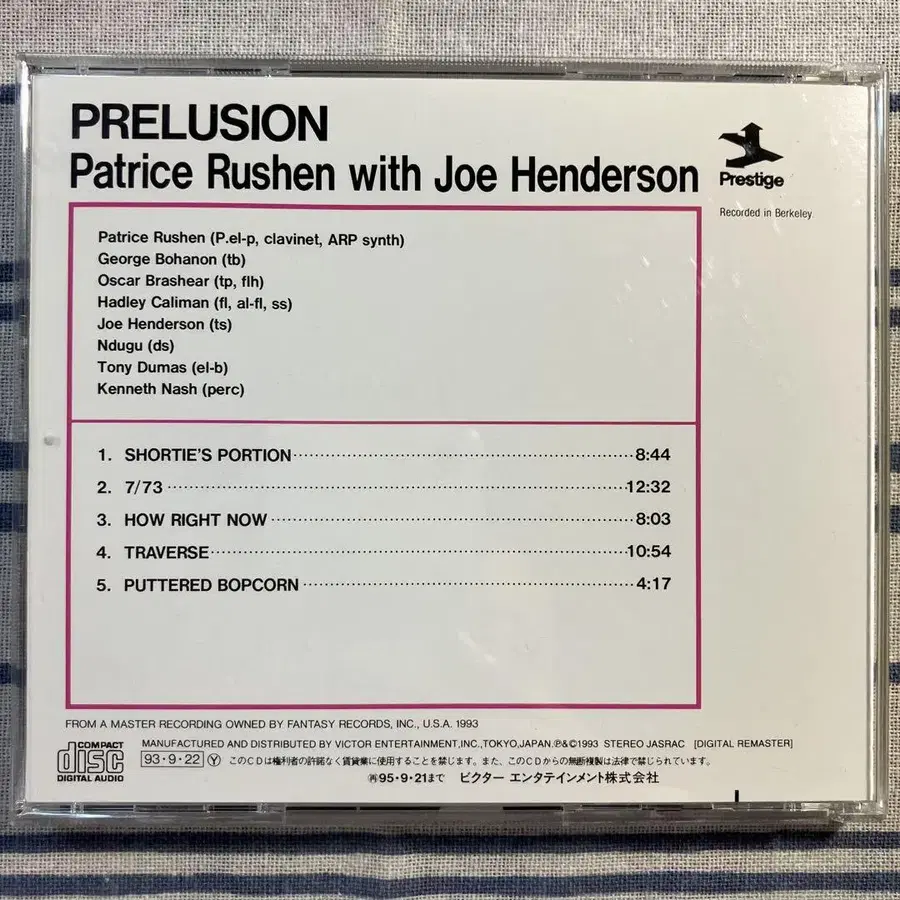 PRELUSION
Patrice Rushen with Joe Henderson
Prestige
Recorded in Berkeley.
Patrice Rushen (P.el-p, clavinet, ARP synth)
George Bohanon (tb)
Oscar Brashear (tp, flh)
Hadley Caliman (fl, al-fl, ss)
Joe Henderson (ts)
Ndugu (ds)
Tony Dumas (el-b)
Kenneth Nash (perc)
1. SHORTIE'S PORTION 8:44
2. 7/73 12:32
3. HOW RIGHT NOW 8:03
4. TRAVERSE 10:54
5. PUTTERED BOPCORN 4:17
FROM A MASTER RECORDING OWNED BY FANTASY RECORDS, INC., U.S.A. 1993
COMPACT disc DIGITAL AUDIO
MANUFACTURED AND DISTRIBUTED BY VICTOR ENTERTAINMENT,INC.,TOKYO,JAPAN.Ⓟ&©1993 STEREO JASRAC [DIGITAL REMASTER]
93・9・22 Ⓨ このCDは権利者の許諾なく賃貸業に使用することを禁じます。また、このCDからの無断複製は法律で禁じられています。
㊞95・9・21まで ビクター エンタテインメント株式会社